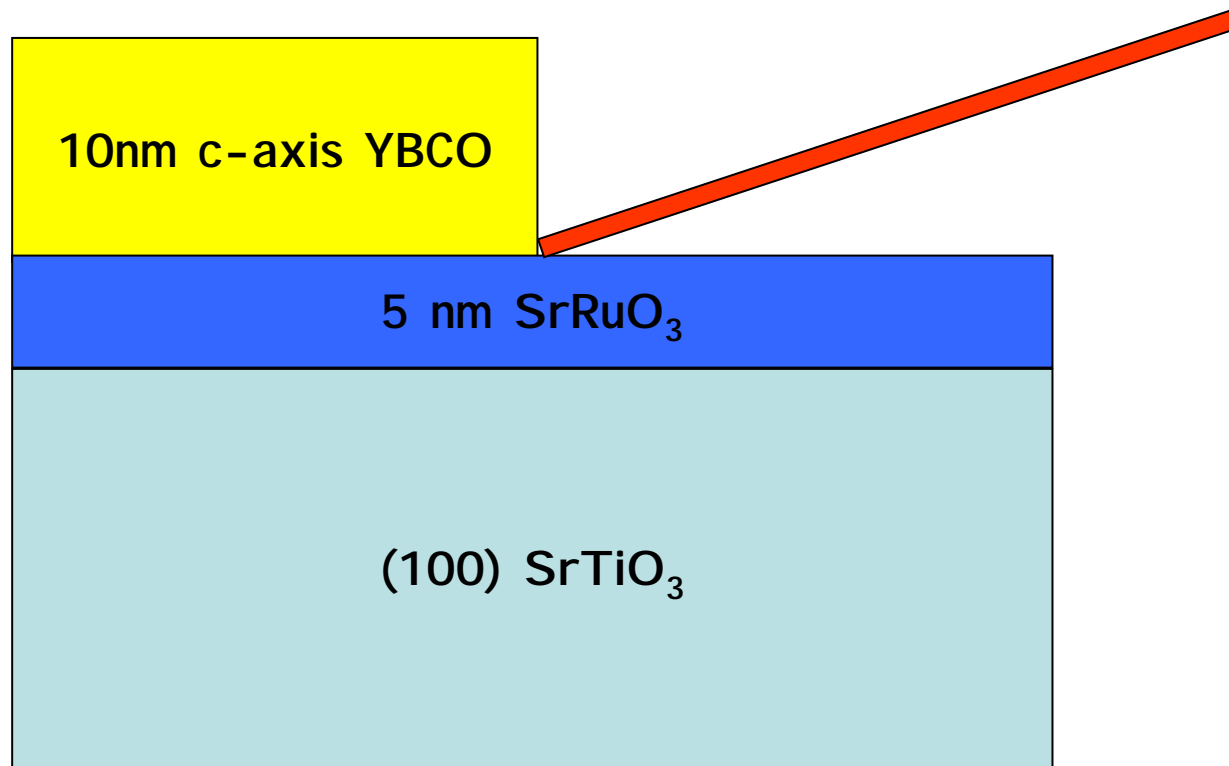 10nm c-axis YBCO
5 nm SrRuO₃
(100) SrTiO₃